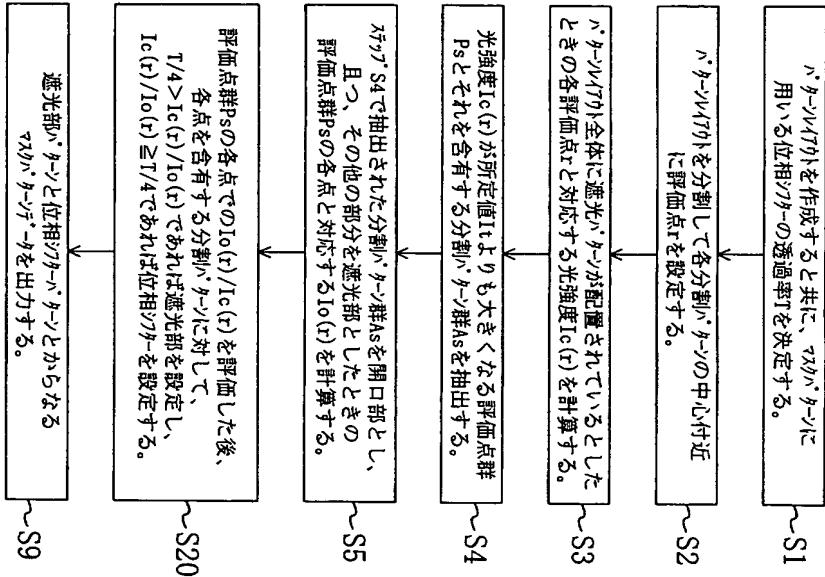 パターンレイアウトを作成すると共に、マスクパターンに
用いる位相シフターの透過率Tを決定する。
S1
パターンレイアウトを分割して各分割パターンの中心付近
に評価点rを設定する。
S2
パターンレイアウト全体に遮光パターンが配置されているとした
ときの各評価点rと対応する光強度Ic(r)を計算する。
S3
光強度Ic(r)が所定値Itよりも大きくなる評価点群
Psとそれを含有する分割パターン群Asを抽出する。
S4
ステップS4で抽出された分割パターン群Asを開口部とし、
且つ、その他の部分を遮光部としたときの
評価点群Psの各点と対応するIo(r)を計算する。
S5
評価点群Psの各点でのIo(r)/Ic(r)を評価した後、
各点を含有する分割パターンに対して、
T/4>Ic(r)/Io(r)であれば遮光部を設定し、
Ic(r)/Io(r)≧T/4であれば位相シフターを設定する。
S20
遮光部パターンと位相シフターパターンとからなる
マスクパターンデータを出力する。
S9